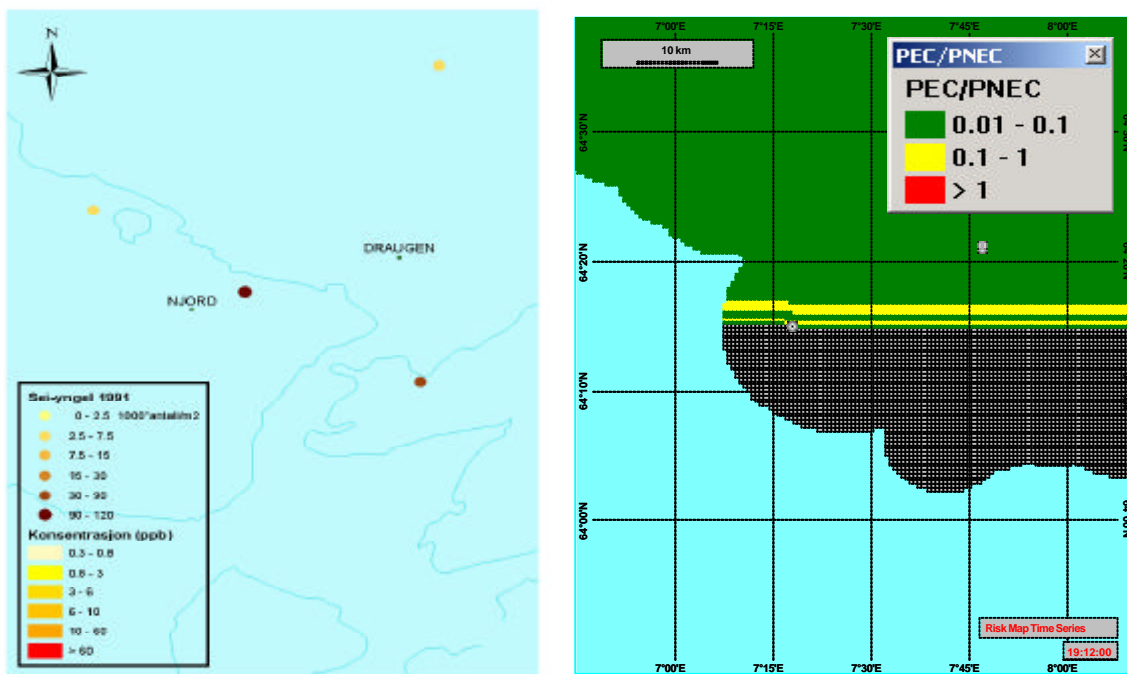 N
DRAUGEN
NJORD
Sei-yngel 1991
0 - 2.5 1000*antall/m2
2.5 - 7.5
7.5 - 15
15 - 30
30 - 90
90 - 120
Konsentrasjon (ppb)
0.3 - 0.8
0.8 - 3
3 - 6
6 - 10
10 - 60
> 60
7°00'E
7°15'E
7°30'E
7°45'E
8°00'E
10 km
PEC/PNEC
PEC/PNEC
0.01 - 0.1
0.1 - 1
> 1
64°30'N
64°20'N
64°10'N
64°00'N
Risk Map Time Series
19:12:00
7°00'E
7°15'E
7°30'E
7°45'E
8°00'E